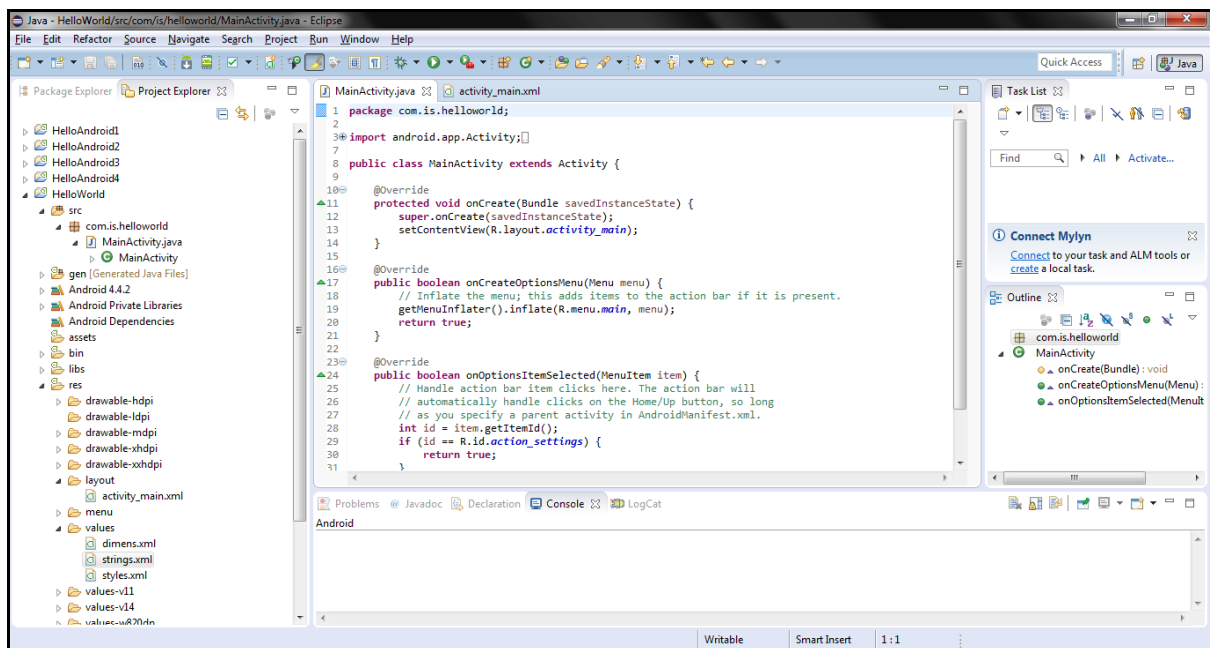 Java - HelloWorld/src/com/is/helloworld/MainActivity.java - Eclipse
File Edit Refactor Source Navigate Search Project Run Window Help
Quick Access Java
Package Explorer Project Explorer
HelloAndroid1
HelloAndroid2
HelloAndroid3
HelloAndroid4
HelloWorld
src
com.is.helloworld
MainActivity.java
MainActivity
gen [Generated Java Files]
Android 4.4.2
Android Private Libraries
Android Dependencies
assets
bin
libs
res
drawable-hdpi
drawable-ldpi
drawable-mdpi
drawable-xhdpi
drawable-xxhdpi
layout
activity_main.xml
menu
values
dimens.xml
strings.xml
styles.xml
values-v11
values-v14
values-w820dp
MainActivity.java activity_main.xml
1 package com.is.helloworld;
2
3 import android.app.Activity;
7
8 public class MainActivity extends Activity {
9
10 @Override
11 protected void onCreate(Bundle savedInstanceState) {
12 super.onCreate(savedInstanceState);
13 setContentView(R.layout.activity_main);
14 }
15
16 @Override
17 public boolean onCreateOptionsMenu(Menu menu) {
18 // Inflate the menu; this adds items to the action bar if it is present.
19 getMenuInflater().inflate(R.menu.main, menu);
20 return true;
21 }
22
23 @Override
24 public boolean onOptionsItemSelected(MenuItem item) {
25 // Handle action bar item clicks here. The action bar will
26 // automatically handle clicks on the Home/Up button, so long
27 // as you specify a parent activity in AndroidManifest.xml.
28 int id = item.getItemId();
29 if (id == R.id.action_settings) {
30 return true;
31 }
Problems @ Javadoc Declaration Console LogCat
Android
Task List
Find All Activate...
Connect Mylyn
Connect to your task and ALM tools or
create a local task.
Outline
com.is.helloworld
MainActivity
onCreate(Bundle) : void
onCreateOptionsMenu(Menu) :
onOptionsItemSelected(MenuIt
Writable Smart Insert 1 : 1